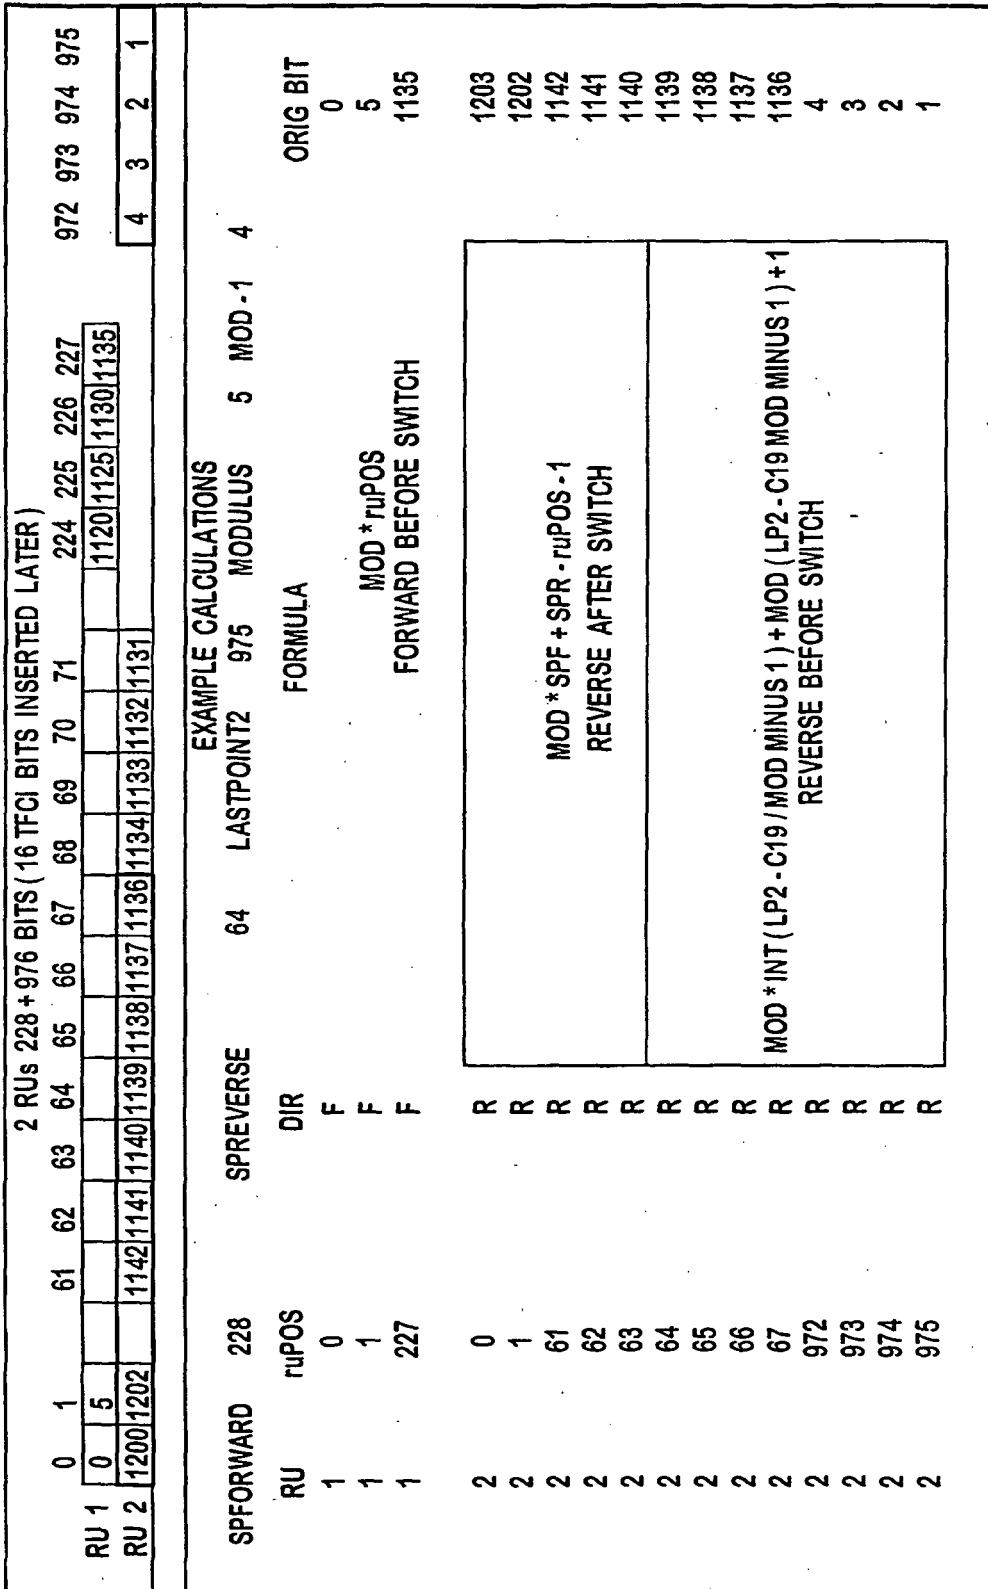 2 RUs 228+976 BITS (16 TFCI BITS INSERTED LATER)
0 1 61 62 63 64 65 66 67 68 69 70 71 224 225 226 227 972 973 974 975
RU 1 0 5 1120 1125 1130 1135
RU 2 1200 1202 1142 1141 1140 1139 1138 1137 1136 1134 1133 1132 1131 4 3 2 1
EXAMPLE CALCULATIONS
SPFORWARD 228 SPREVERSE 64 LASTPOINT2 975 MODULUS 5 MOD-1 4
RU ruPOS DIR FORMULA ORIG BIT
1 0 F 0
1 1 F MOD*ruPOS 5
1 227 F FORWARD BEFORE SWITCH 1135
2 0 R 1203
2 1 R 1202
2 61 R MOD*SPF+SPR-ruPOS-1 1142
2 62 R REVERSE AFTER SWITCH 1141
2 63 R 1140
2 64 R 1139
2 65 R 1138
2 66 R 1137
2 67 R MOD*INT(LP2-C19/MOD MINUS 1)+MOD(LP2-C19 MOD MINUS 1)+1 1136
2 972 R REVERSE BEFORE SWITCH 4
2 973 R 3
2 974 R 2
2 975 R 1